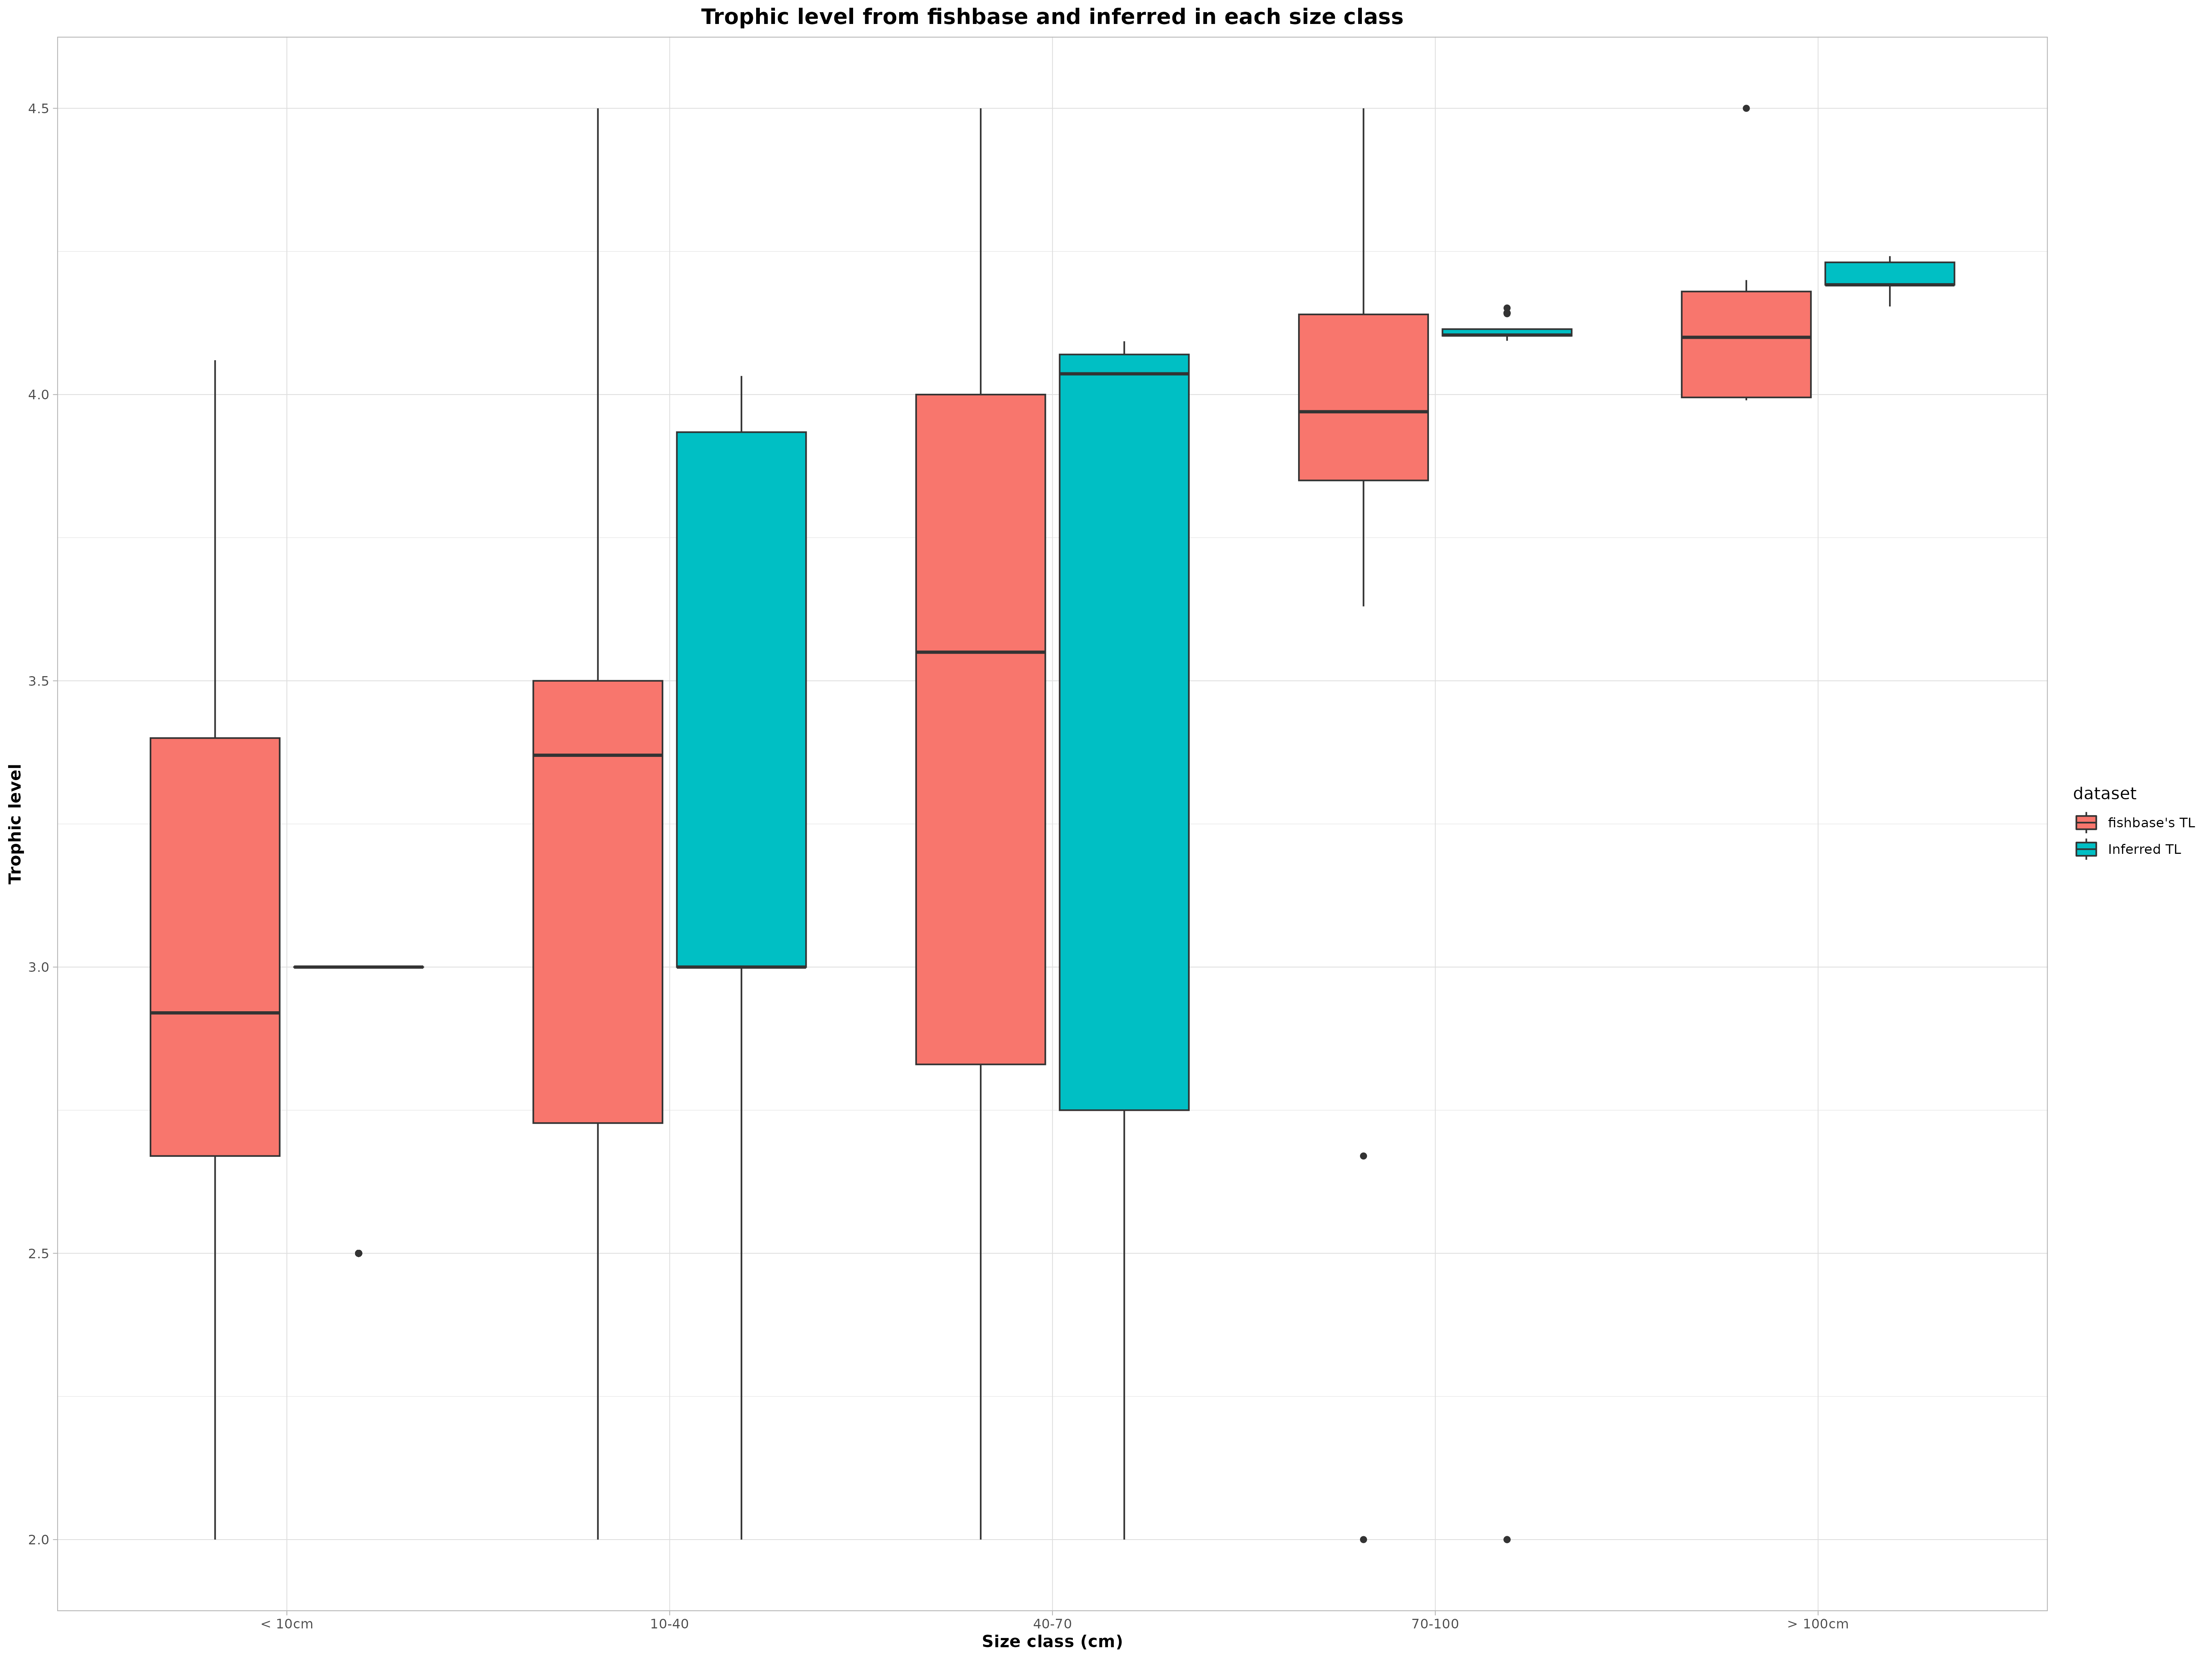 Trophic level from fishbase and inferred in each size class
Trophic level
4.5
4.0
3.5
3.0
2.5
2.0
< 10cm
10-40
40-70
70-100
> 100cm
Size class (cm)
dataset
fishbase's TL
Inferred TL